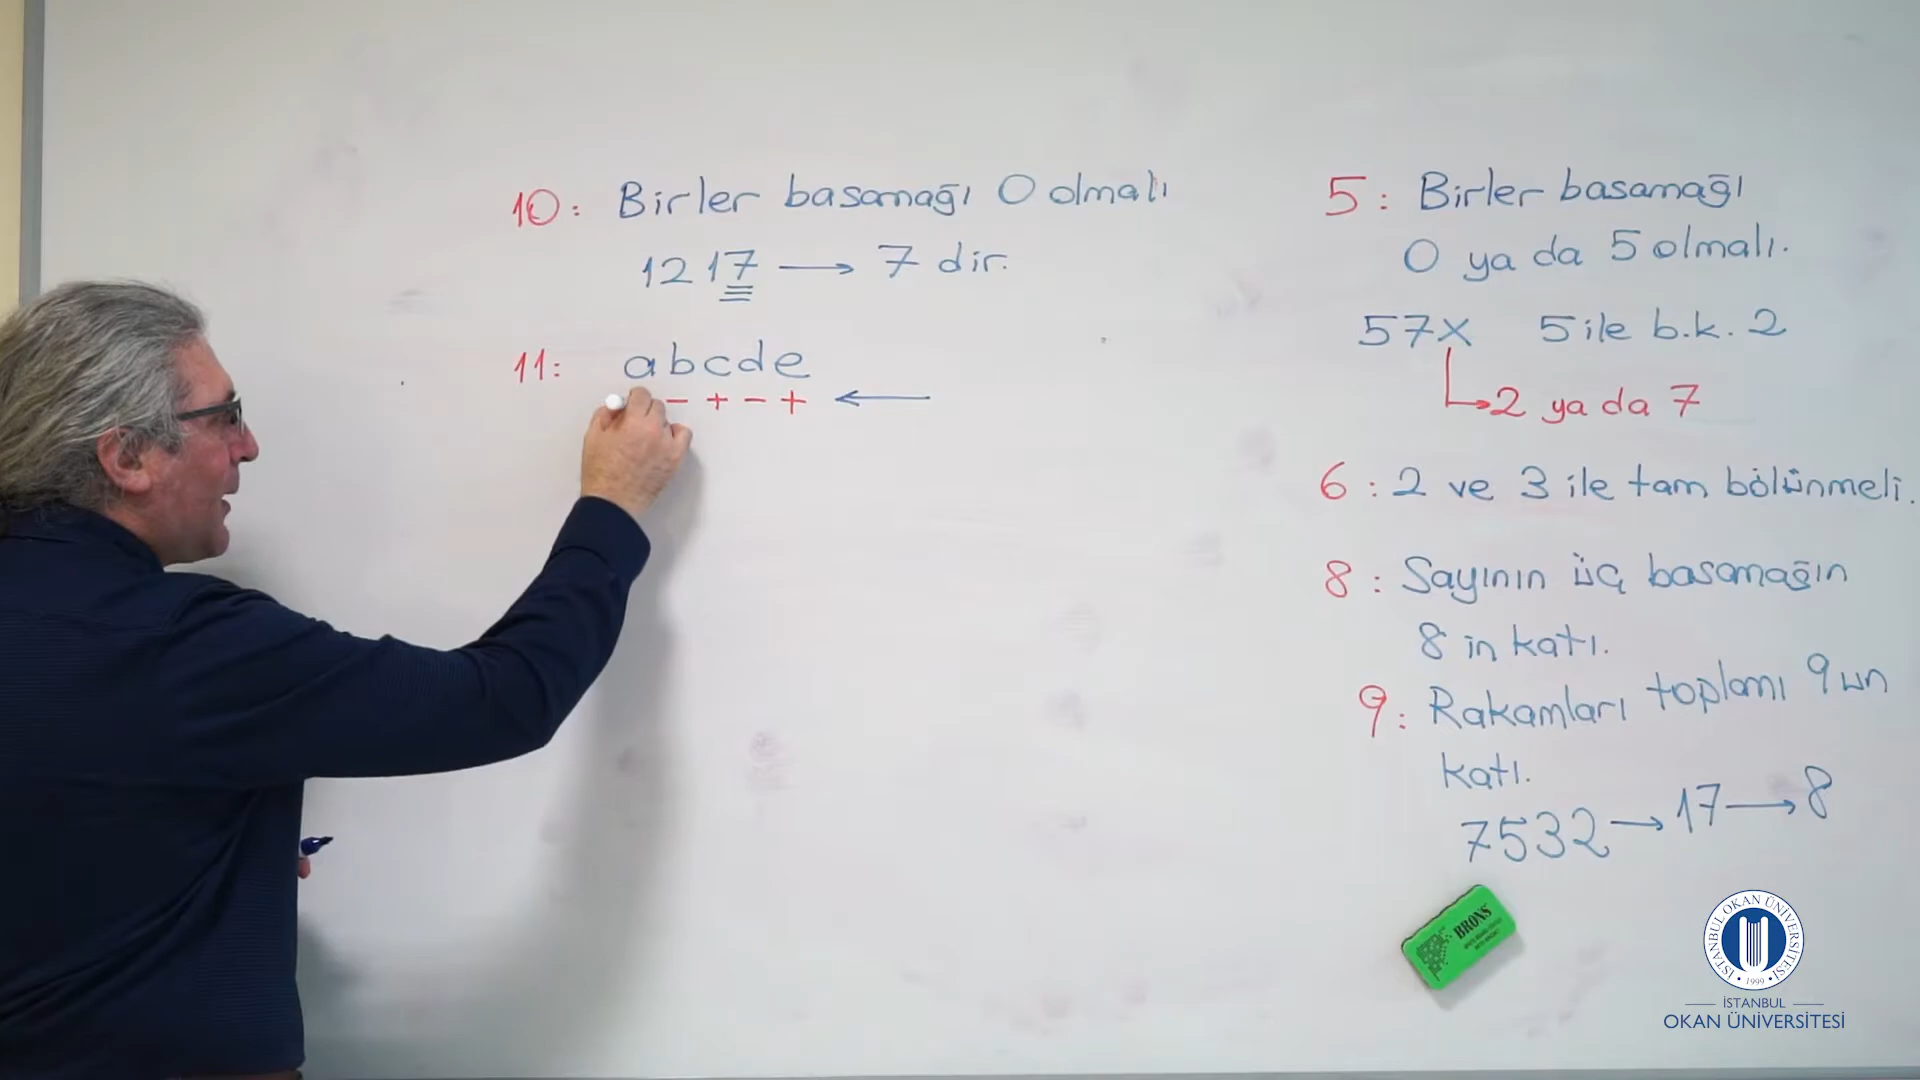 10: Birler basamağı 0 olmalı
1217 → 7 dir.
11: abcde
- + - + ←
5: Birler basamağı
0 ya da 5 olmalı.
57X 5 ile b.k. 2
2 ya da 7
6: 2 ve 3 ile tam bölünmeli.
8: Sayının üç basamağın
8 in katı.
9: Rakamları toplamı 9 un
katı.
7532 → 17 → 8
BRONS
İSTANBUL OKAN ÜNİVERSİTESİ
1999
İSTANBUL
OKAN ÜNİVERSİTESİ